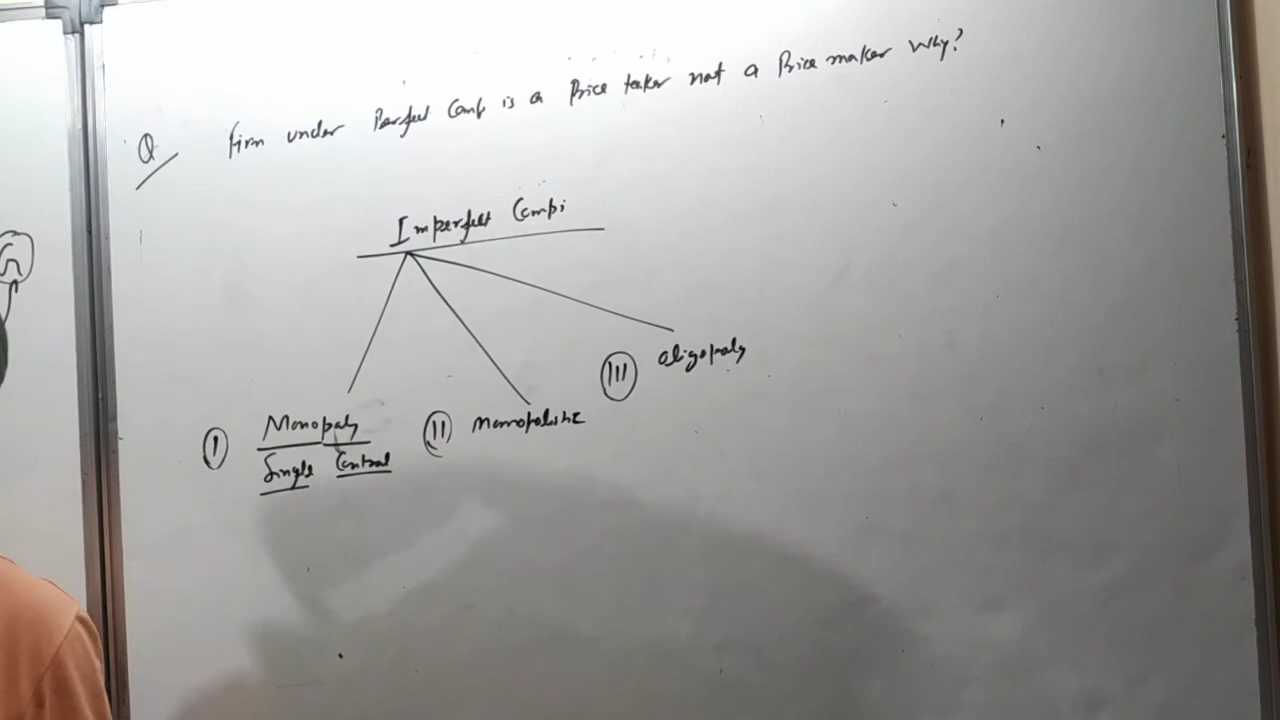 Q Firm under Perfect Comp is a Price taker not a Price maker Why?
Imperfect Compi
I Monopoly
Single Control
II Monopolistic
III Oligopoly